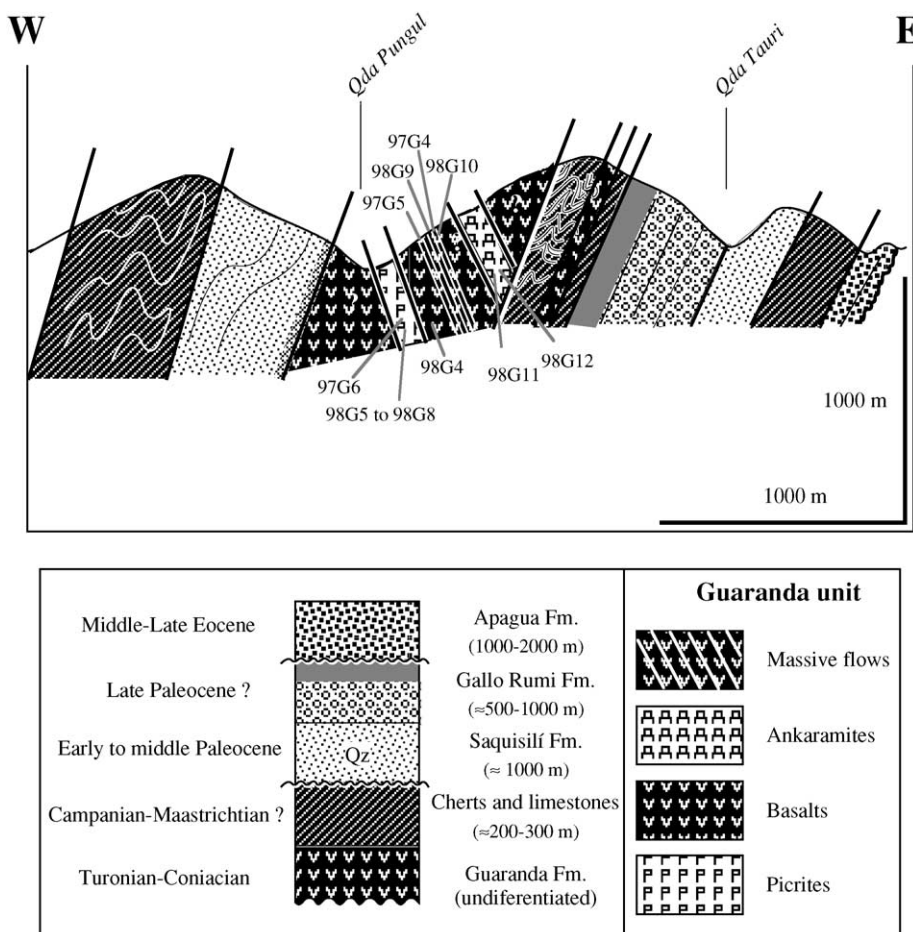 W
E
Qda Pungul
Qda Tauri
97G4
98G9
98G10
97G5
97G6
98G4
98G11
98G12
98G5 to 98G8
1000 m
1000 m
Middle-Late Eocene
Apagua Fm.
(1000-2000 m)
Late Paleocene ?
Gallo Rumi Fm.
(≈500-1000 m)
Early to middle Paleocene
Qz
Saquisilí Fm.
(≈ 1000 m)
Campanian-Maastrichtian ?
Cherts and limestones
(≈200-300 m)
Turonian-Coniacian
Guaranda Fm.
(undiferentiated)
Guaranda unit
Massive flows
Ankaramites
Basalts
Picrites